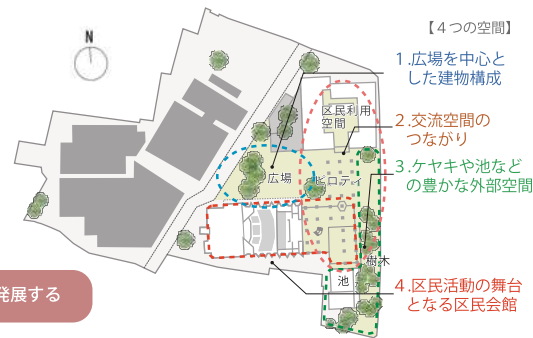 【４つの空間】
N
１.広場を中心と
した建物構成
区民利用
空間
２.交流空間の
つながり
広場
ピロティ
３.ケヤキや池など
の豊かな外部空間
樹木
池
４.区民活動の舞台
となる区民会館
発展する